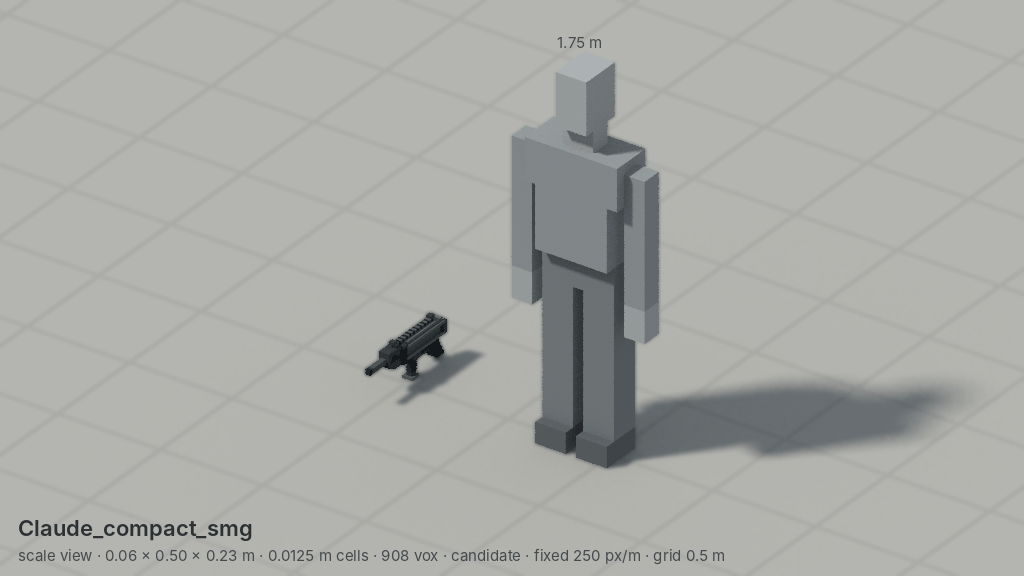 1.75 m
Claude_compact_smg
scale view · 0.06 × 0.50 × 0.23 m · 0.0125 m cells · 908 vox · candidate · fixed 250 px/m · grid 0.5 m